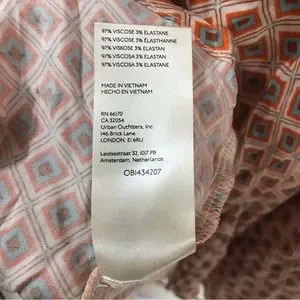 97% VISCOSE 3% ELASTANE
97% VISCOSE 3% ÉLASTHANNE
97% VISKOSE 3% ELASTAN
97% VISCOSA 3% ELASTAN
97% VISCOSA 3% ELASTANE
MADE IN VIETNAM
HECHO EN VIETNAM
RN 66170
CA 32054
Urban Outfitters, Inc.
146 Brick Lane
LONDON, E1 6RU
Leidsestraat 32, 1017 PB
Amsterdam, Netherlands
OB1434207